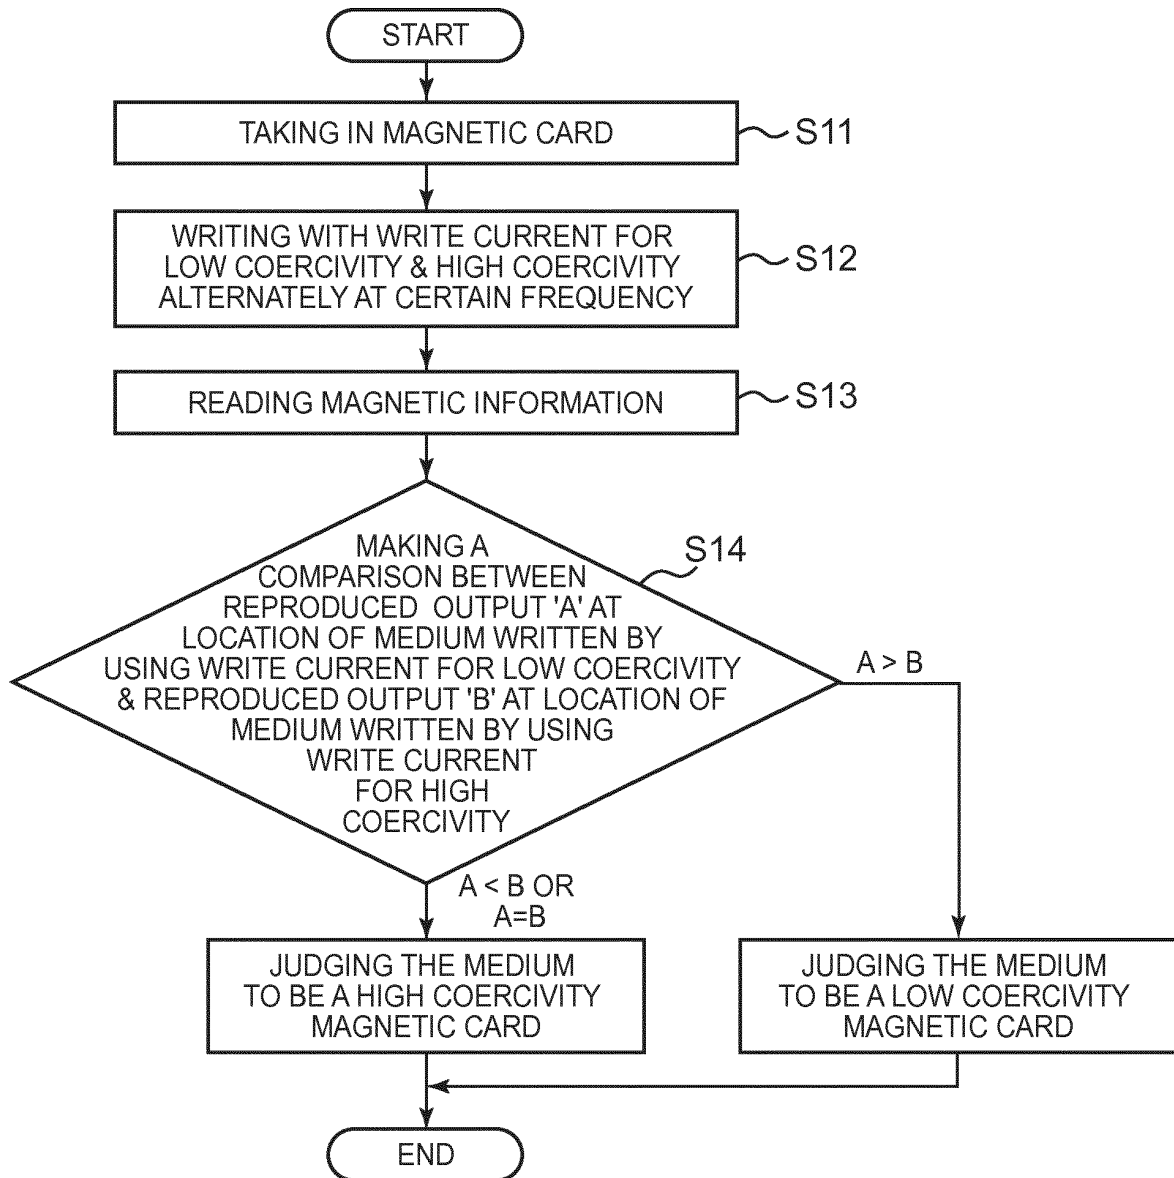 START
TAKING IN MAGNETIC CARD
S11
WRITING WITH WRITE CURRENT FOR
LOW COERCIVITY & HIGH COERCIVITY
ALTERNATELY AT CERTAIN FREQUENCY
S12
READING MAGNETIC INFORMATION
S13
MAKING A
COMPARISON BETWEEN
REPRODUCED OUTPUT 'A' AT
LOCATION OF MEDIUM WRITTEN BY
USING WRITE CURRENT FOR LOW COERCIVITY
& REPRODUCED OUTPUT 'B' AT LOCATION OF
MEDIUM WRITTEN BY USING
WRITE CURRENT
FOR HIGH
COERCIVITY
S14
A > B
A < B OR
A=B
JUDGING THE MEDIUM
TO BE A HIGH COERCIVITY
MAGNETIC CARD
JUDGING THE MEDIUM
TO BE A LOW COERCIVITY
MAGNETIC CARD
END